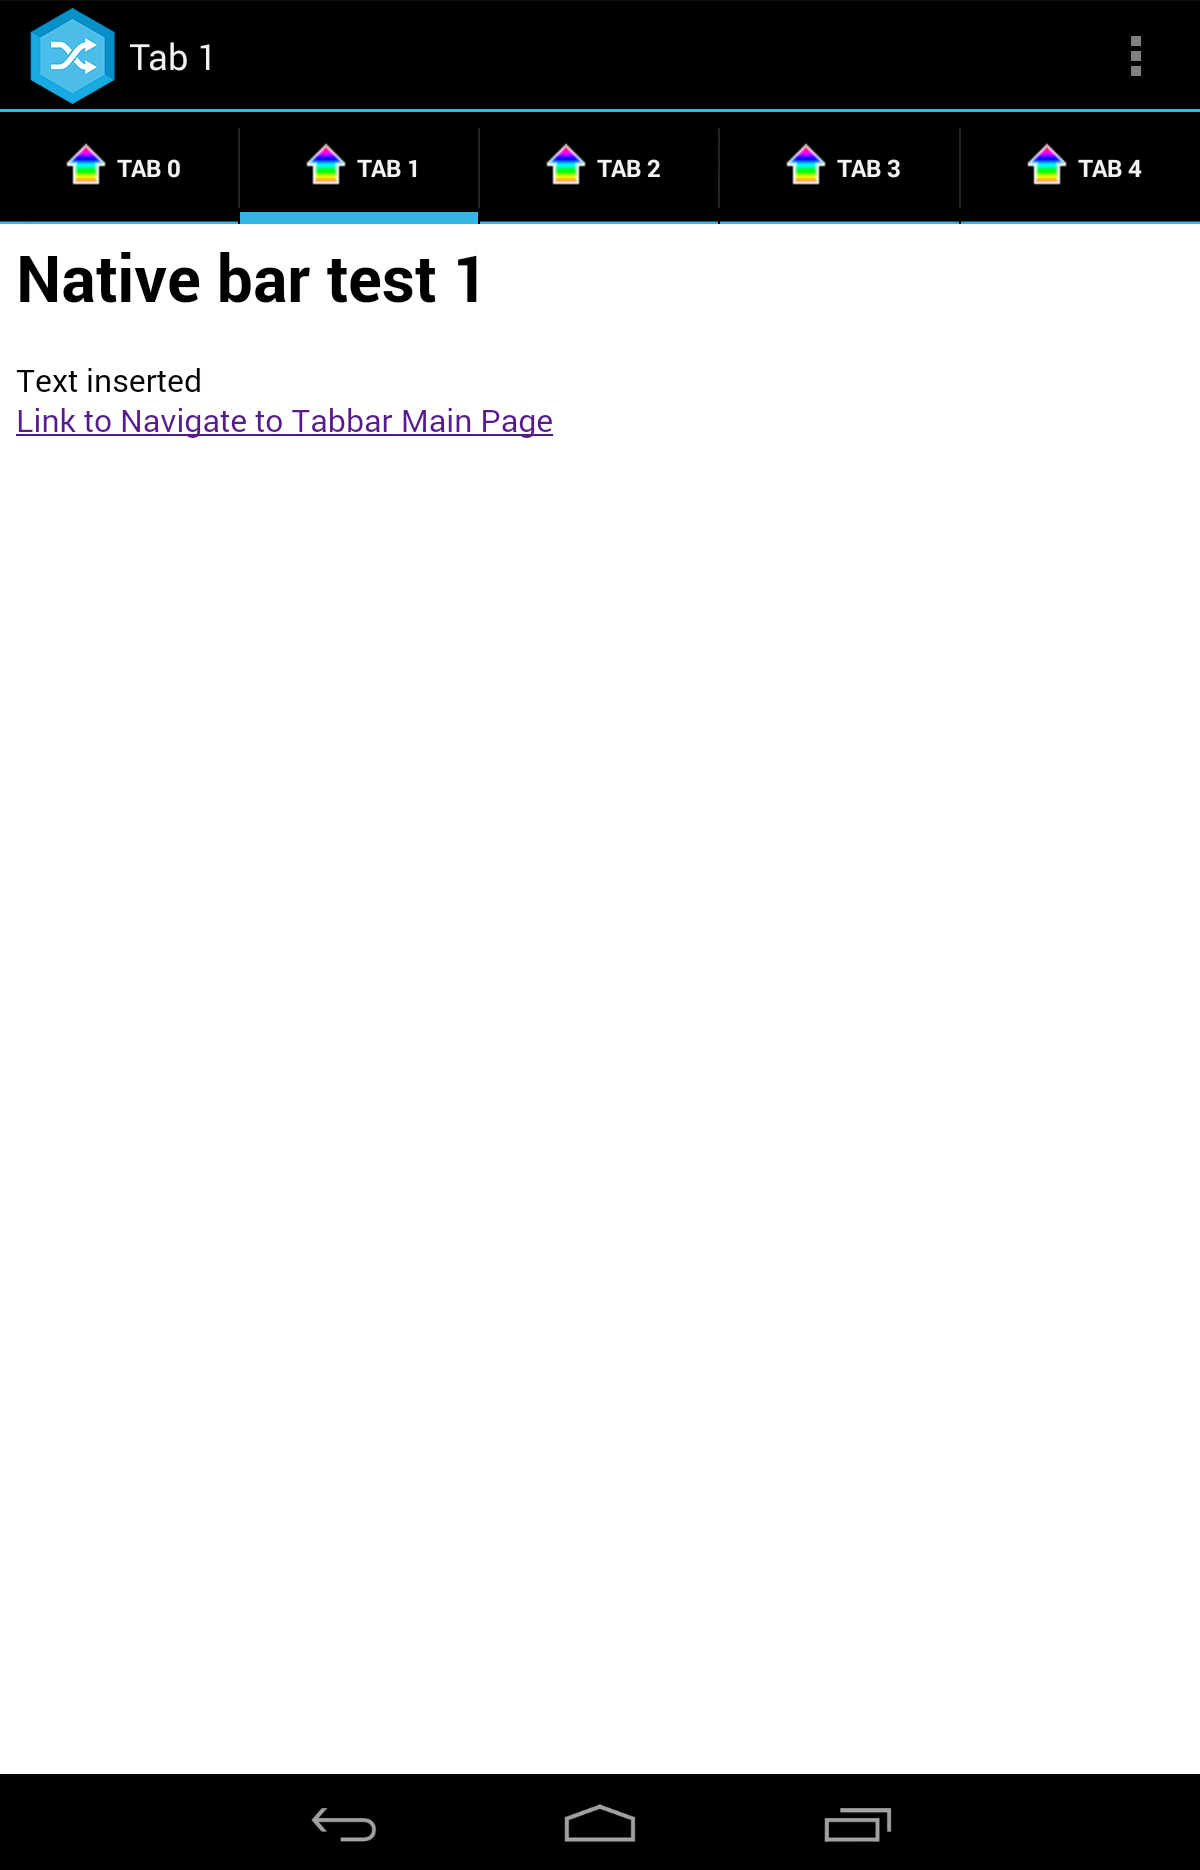 Tab 1
TAB 0 TAB 1 TAB 2 TAB 3 TAB 4
Native bar test 1
Text inserted
Link to Navigate to Tabbar Main Page